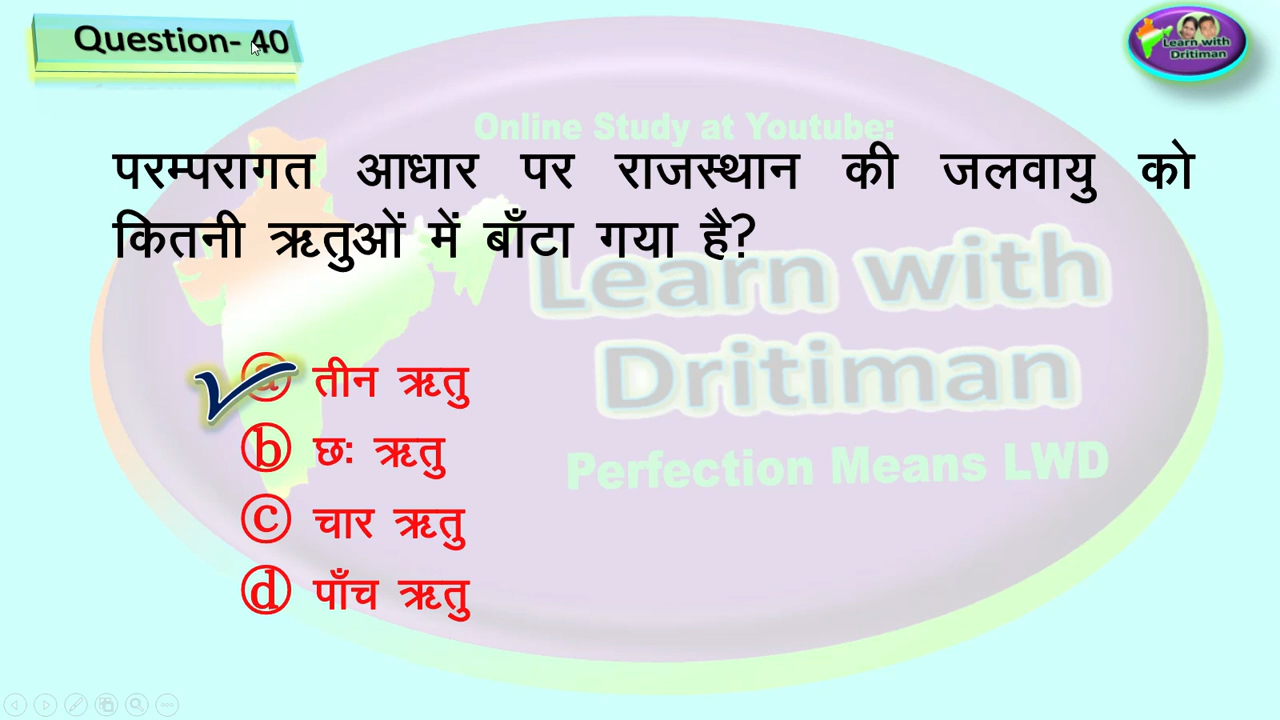 Question- 40
Learn with
Dritiman
Online Study at Youtube:
परम्परागत आधार पर राजस्थान की जलवायु को
कितनी ऋतुओं में बाँटा गया है?
Learn with
Dritiman
ⓐ तीन ऋतु
ⓑ छः ऋतु
Perfection Means LWD
ⓒ चार ऋतु
ⓓ पाँच ऋतु